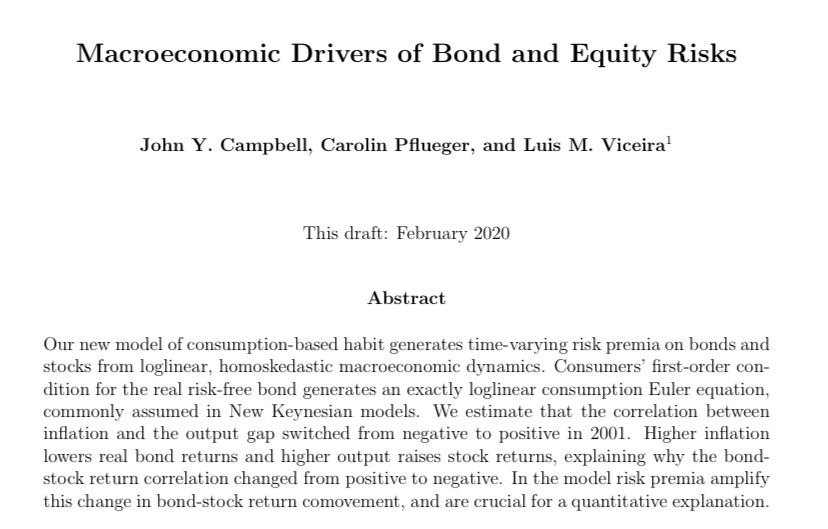 Macroeconomic Drivers of Bond and Equity Risks
John Y. Campbell, Carolin Pflueger, and Luis M. Viceira¹
This draft: February 2020
Abstract
Our new model of consumption-based habit generates time-varying risk premia on bonds and
stocks from loglinear, homoskedastic macroeconomic dynamics. Consumers' first-order con-
dition for the real risk-free bond generates an exactly loglinear consumption Euler equation,
commonly assumed in New Keynesian models. We estimate that the correlation between
inflation and the output gap switched from negative to positive in 2001. Higher inflation
lowers real bond returns and higher output raises stock returns, explaining why the bond-
stock return correlation changed from positive to negative. In the model risk premia amplify
this change in bond-stock return comovement, and are crucial for a quantitative explanation.